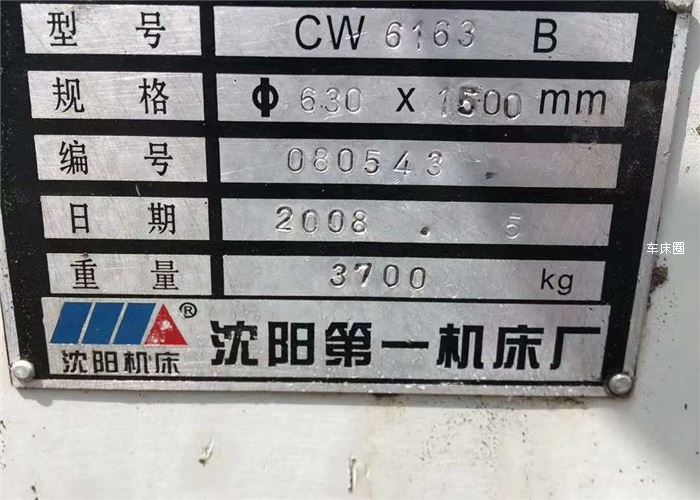 型号 CW 6163 B
规格 Φ 630 x 1500 mm
编号 080543
日期 2008 . 5
重量 3700 kg
沈阳机床 ® 沈阳第一机床厂
车床圈